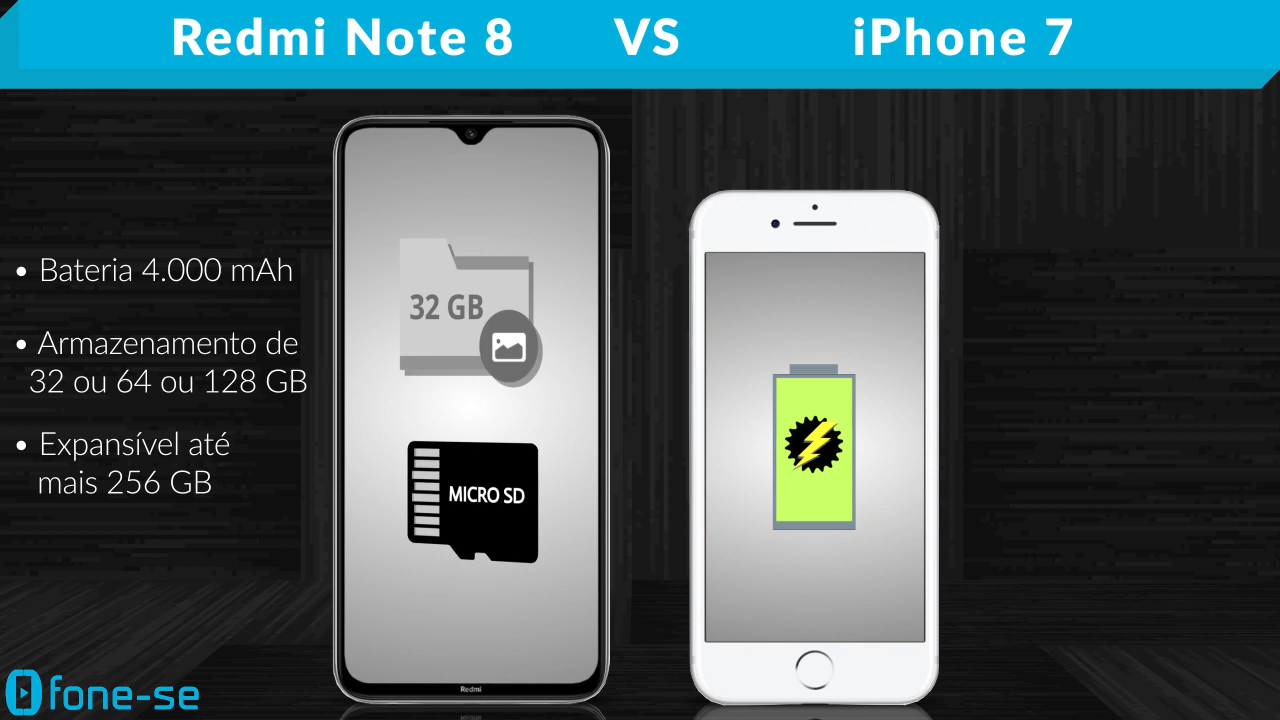 Redmi Note 8 VS iPhone 7
• Bateria 4.000 mAh
• Armazenamento de
32 ou 64 ou 128 GB
• Expansível até
mais 256 GB
32 GB
MICRO SD
Redmi
fone-se